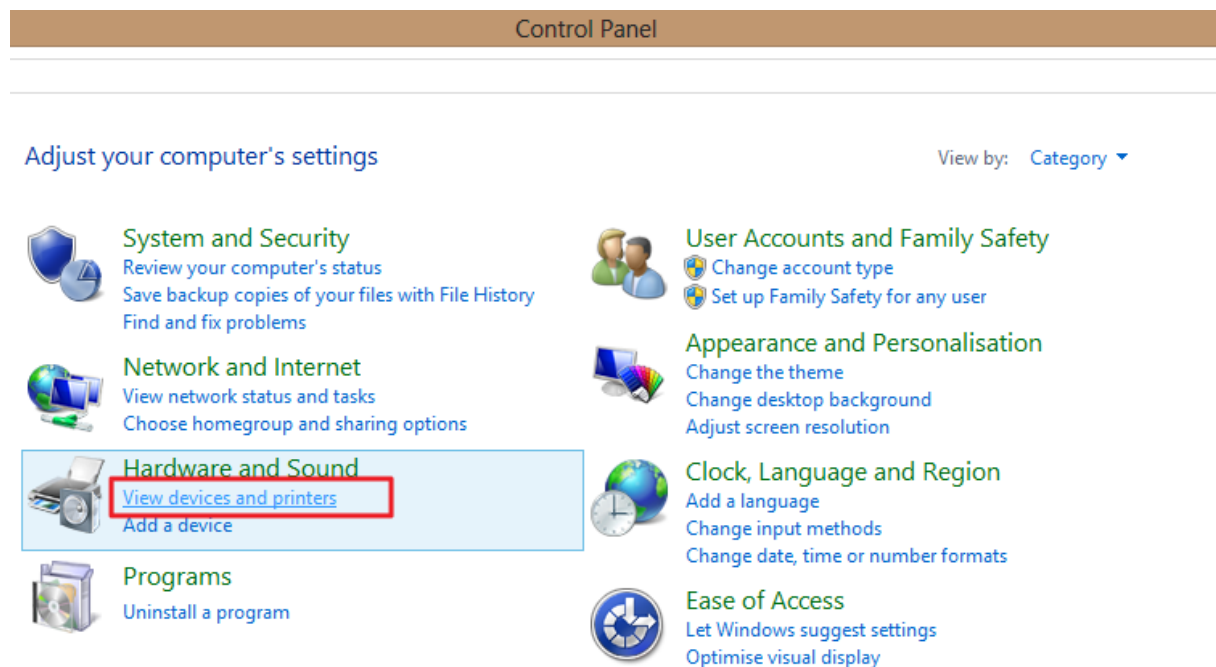 Control Panel
Adjust your computer's settings
View by: Category
System and Security
Review your computer's status
Save backup copies of your files with File History
Find and fix problems
Network and Internet
View network status and tasks
Choose homegroup and sharing options
Hardware and Sound
View devices and printers
Add a device
Programs
Uninstall a program
User Accounts and Family Safety
Change account type
Set up Family Safety for any user
Appearance and Personalisation
Change the theme
Change desktop background
Adjust screen resolution
Clock, Language and Region
Add a language
Change input methods
Change date, time or number formats
Ease of Access
Let Windows suggest settings
Optimise visual display